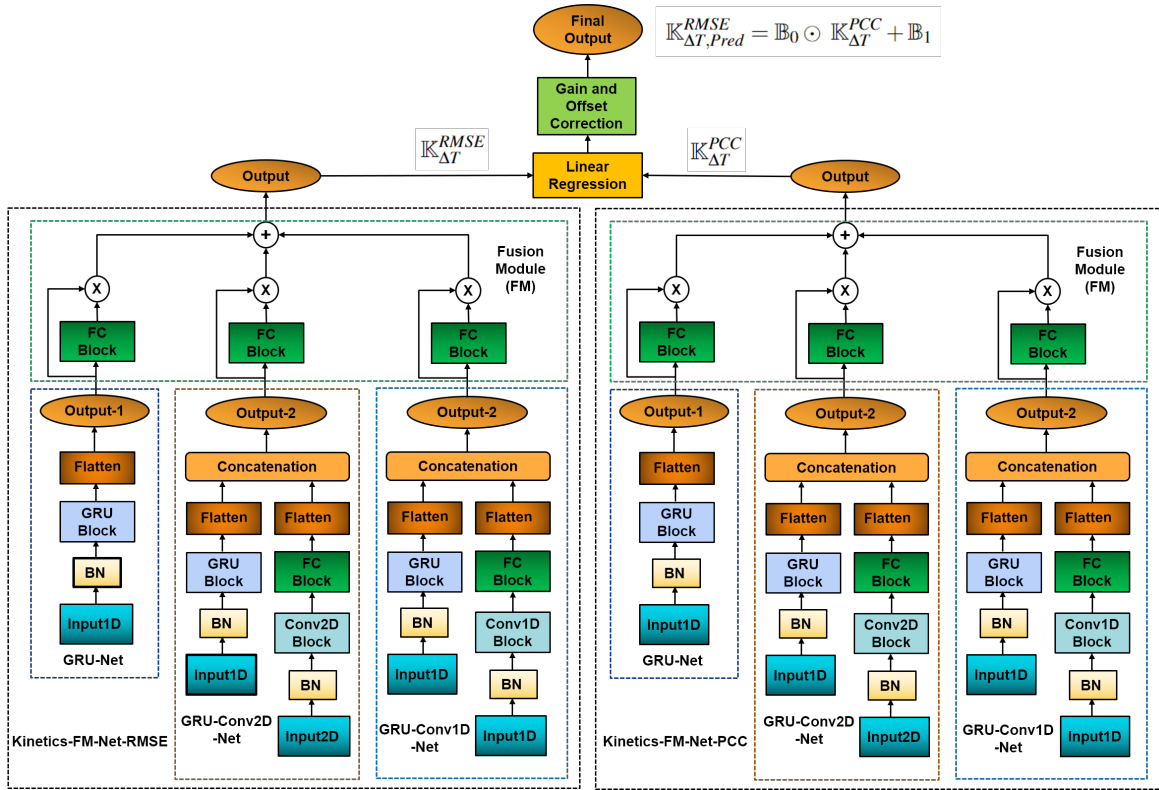 Final
Output
𝕂^{RMSE}_{ΔT,Pred} = 𝔹_0 ⊙ 𝕂^{PCC}_{ΔT} + 𝔹_1
Gain and
Offset
Correction
𝕂^{RMSE}_{ΔT}
𝕂^{PCC}_{ΔT}
Linear
Regression
Output
Output
+
Fusion
Module
(FM)
X
X
X
FC
Block
FC
Block
FC
Block
Output-1
Output-2
Output-2
Flatten
Concatenation
Concatenation
GRU
Block
Flatten
Flatten
Flatten
Flatten
BN
GRU
Block
FC
Block
GRU
Block
FC
Block
Input1D
BN
Conv2D
Block
BN
Conv1D
Block
GRU-Net
Input1D
BN
Input1D
BN
GRU-Conv2D
-Net
Input2D
GRU-Conv1D
-Net
Input1D
Kinetics-FM-Net-RMSE
+
Fusion
Module
(FM)
X
X
X
FC
Block
FC
Block
FC
Block
Output-1
Output-2
Output-2
Flatten
Concatenation
Concatenation
GRU
Block
Flatten
Flatten
Flatten
Flatten
BN
GRU
Block
FC
Block
GRU
Block
FC
Block
Input1D
BN
Conv2D
Block
BN
Conv1D
Block
GRU-Net
Input1D
BN
Input1D
BN
GRU-Conv2D
-Net
Input2D
GRU-Conv1D
-Net
Input1D
Kinetics-FM-Net-PCC